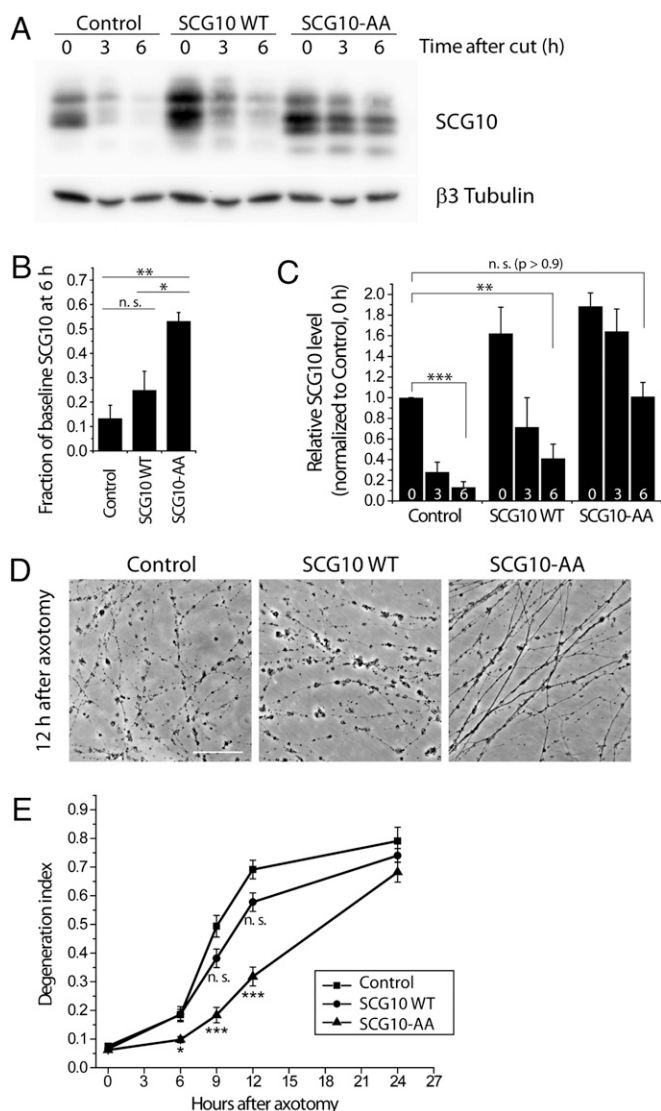 A
Control SCG10 WT SCG10-AA
0 3 6 0 3 6 0 3 6 Time after cut (h)
SCG10
β3 Tubulin
B
Fraction of baseline SCG10 at 6 h
0.7
0.6
0.5
0.4
0.3
0.2
0.1
0.0
**
*
n. s.
Control
SCG10 WT
SCG10-AA
C
Relative SCG10 level
(normalized to Control, 0 h)
2.0
1.8
1.6
1.4
1.2
1.0
0.8
0.6
0.4
0.2
0.0
n. s. (p > 0.9)
**
***
0 3 6 0 3 6 0 3 6
Control SCG10 WT SCG10-AA
D
Control SCG10 WT SCG10-AA
12 h after axotomy
E
Degeneration index
0.9
0.8
0.7
0.6
0.5
0.4
0.3
0.2
0.1
0.0
n. s.
n. s.
*
***
***
Control
SCG10 WT
SCG10-AA
0 3 6 9 12 15 18 21 24 27
Hours after axotomy